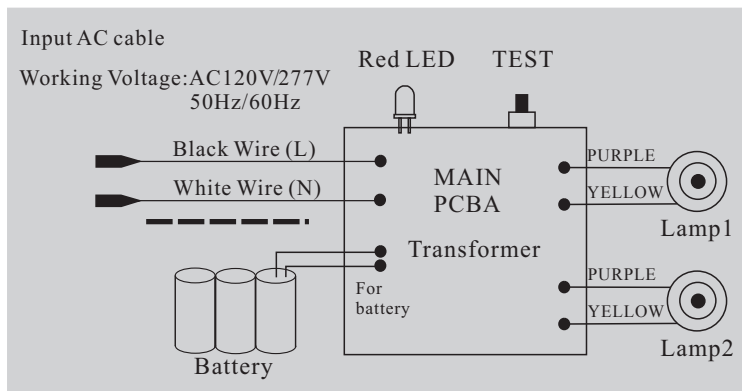 Input AC cable
Working Voltage:AC120V/277V
50Hz/60Hz
Red LED
TEST
Black Wire (L)
White Wire (N)
MAIN
PCBA
Transformer
For
battery
Battery
PURPLE
YELLOW
Lamp1
PURPLE
YELLOW
Lamp2